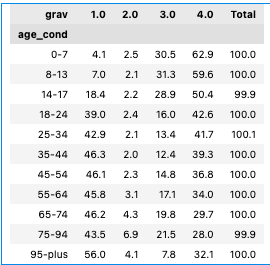 grav 1.0 2.0 3.0 4.0 Total
age_cond
0-7 4.1 2.5 30.5 62.9 100.0
8-13 7.0 2.1 31.3 59.6 100.0
14-17 18.4 2.2 28.9 50.4 99.9
18-24 39.0 2.4 16.0 42.6 100.0
25-34 42.9 2.1 13.4 41.7 100.1
35-44 46.3 2.0 12.4 39.3 100.0
45-54 46.1 2.3 14.8 36.8 100.0
55-64 45.8 3.1 17.1 34.0 100.0
65-74 46.2 4.3 19.8 29.7 100.0
75-94 43.5 6.9 21.5 28.0 99.9
95-plus 56.0 4.1 7.8 32.1 100.0